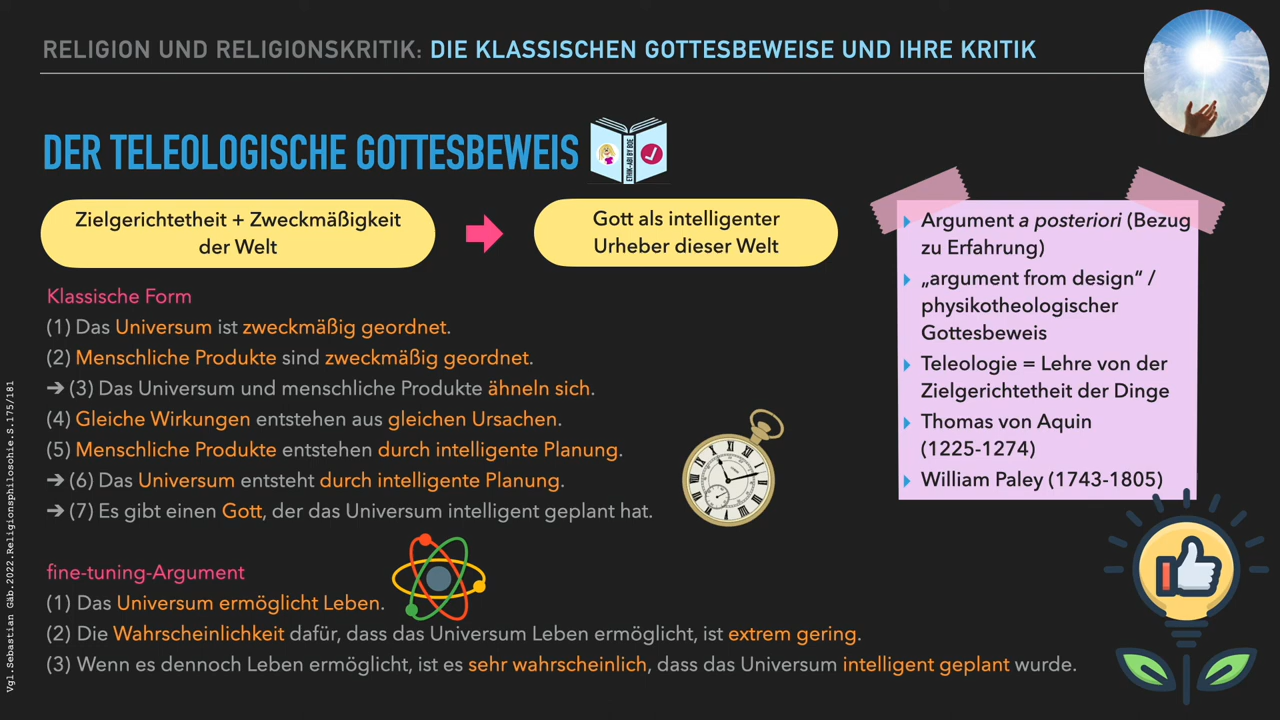 RELIGION UND RELIGIONSKRITIK: DIE KLASSISCHEN GOTTESBEWEISE UND IHRE KRITIK
DER TELEOLOGISCHE GOTTESBEWEIS
ETHIK-ABI BY BOE
Zielgerichtetheit + Zweckmäßigkeit
der Welt
Gott als intelligenter
Urheber dieser Welt
Klassische Form
(1) Das Universum ist zweckmäßig geordnet.
(2) Menschliche Produkte sind zweckmäßig geordnet.
➔ (3) Das Universum und menschliche Produkte ähneln sich.
(4) Gleiche Wirkungen entstehen aus gleichen Ursachen.
(5) Menschliche Produkte entstehen durch intelligente Planung.
➔ (6) Das Universum entsteht durch intelligente Planung.
➔ (7) Es gibt einen Gott, der das Universum intelligent geplant hat.
fine-tuning-Argument
(1) Das Universum ermöglicht Leben.
(2) Die Wahrscheinlichkeit dafür, dass das Universum Leben ermöglicht, ist extrem gering.
(3) Wenn es dennoch Leben ermöglicht, ist es sehr wahrscheinlich, dass das Universum intelligent geplant wurde.
Argument a posteriori (Bezug
zu Erfahrung)
„argument from design“ /
physikotheologischer
Gottesbeweis
Teleologie = Lehre von der
Zielgerichtetheit der Dinge
Thomas von Aquin
(1225-1274)
William Paley (1743-1805)
Vgl.Sebastian Gäb.2022.Religionsphilosophie.S.175/181